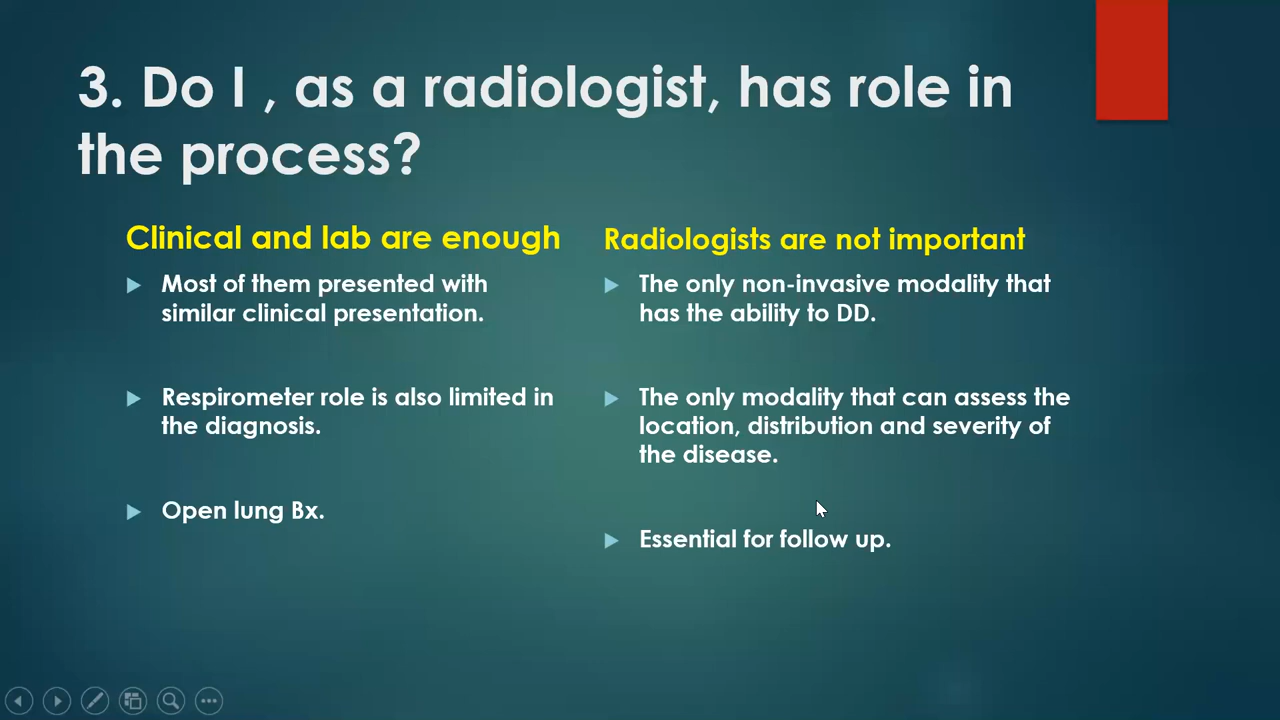 3. Do I , as a radiologist, has role in
the process?
Clinical and lab are enough
Most of them presented with
similar clinical presentation.
Respirometer role is also limited in
the diagnosis.
Open lung Bx.
Radiologists are not important
The only non-invasive modality that
has the ability to DD.
The only modality that can assess the
location, distribution and severity of
the disease.
Essential for follow up.